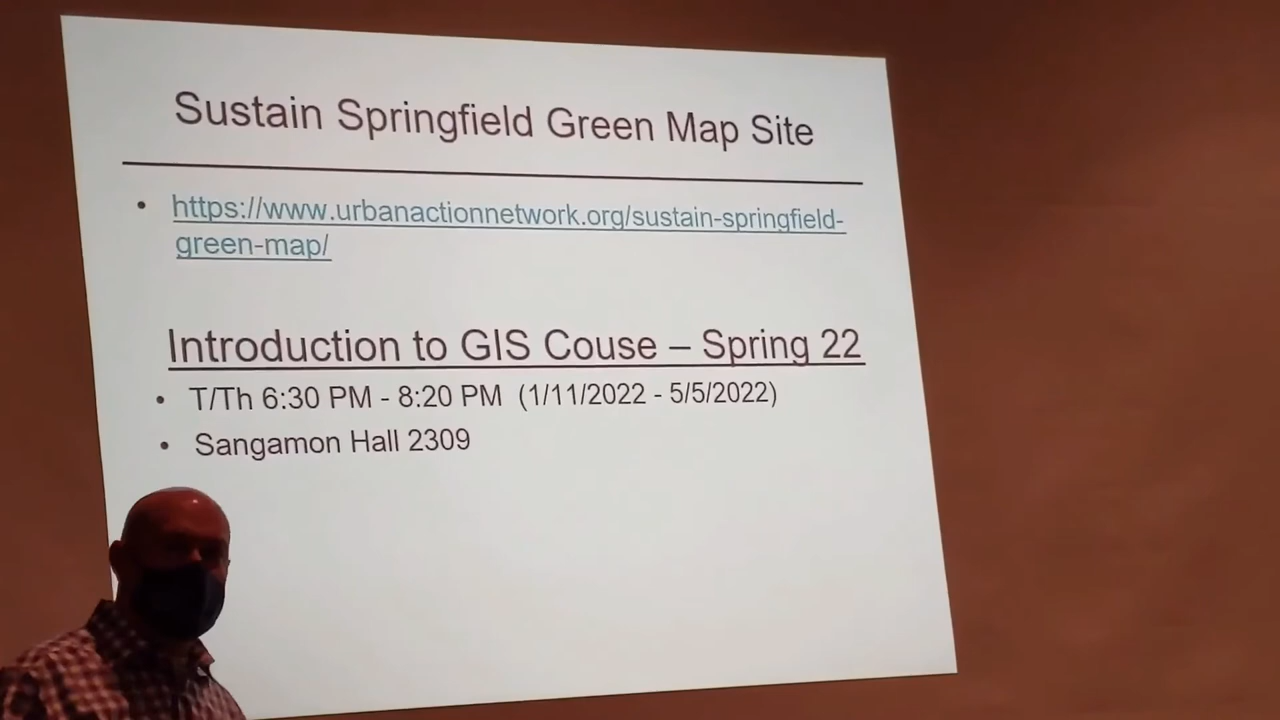 Sustain Springfield Green Map Site
• https://www.urbanactionnetwork.org/sustain-springfield-
green-map/
Introduction to GIS Couse – Spring 22
• T/Th 6:30 PM - 8:20 PM (1/11/2022 - 5/5/2022)
• Sangamon Hall 2309